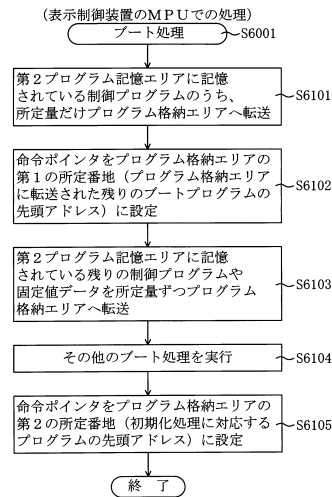 (表示制御装置のMPUでの処理)
ブート処理
S6001
第2プログラム記憶エリアに記憶
されている制御プログラムのうち、
所定量だけプログラム格納エリアへ転送
S6101
命令ポインタをプログラム格納エリアの
第1の所定番地(プログラム格納エリア
に転送された残りのブートプログラムの
先頭アドレス)に設定
S6102
第2プログラム記憶エリアに記憶
されている残りの制御プログラムや
固定値データを所定量ずつプログラム
格納エリアへ転送
S6103
その他のブート処理を実行
S6104
命令ポインタをプログラム格納エリアの
第2の所定番地(初期化処理に対応する
プログラムの先頭アドレス)に設定
S6105
終 了